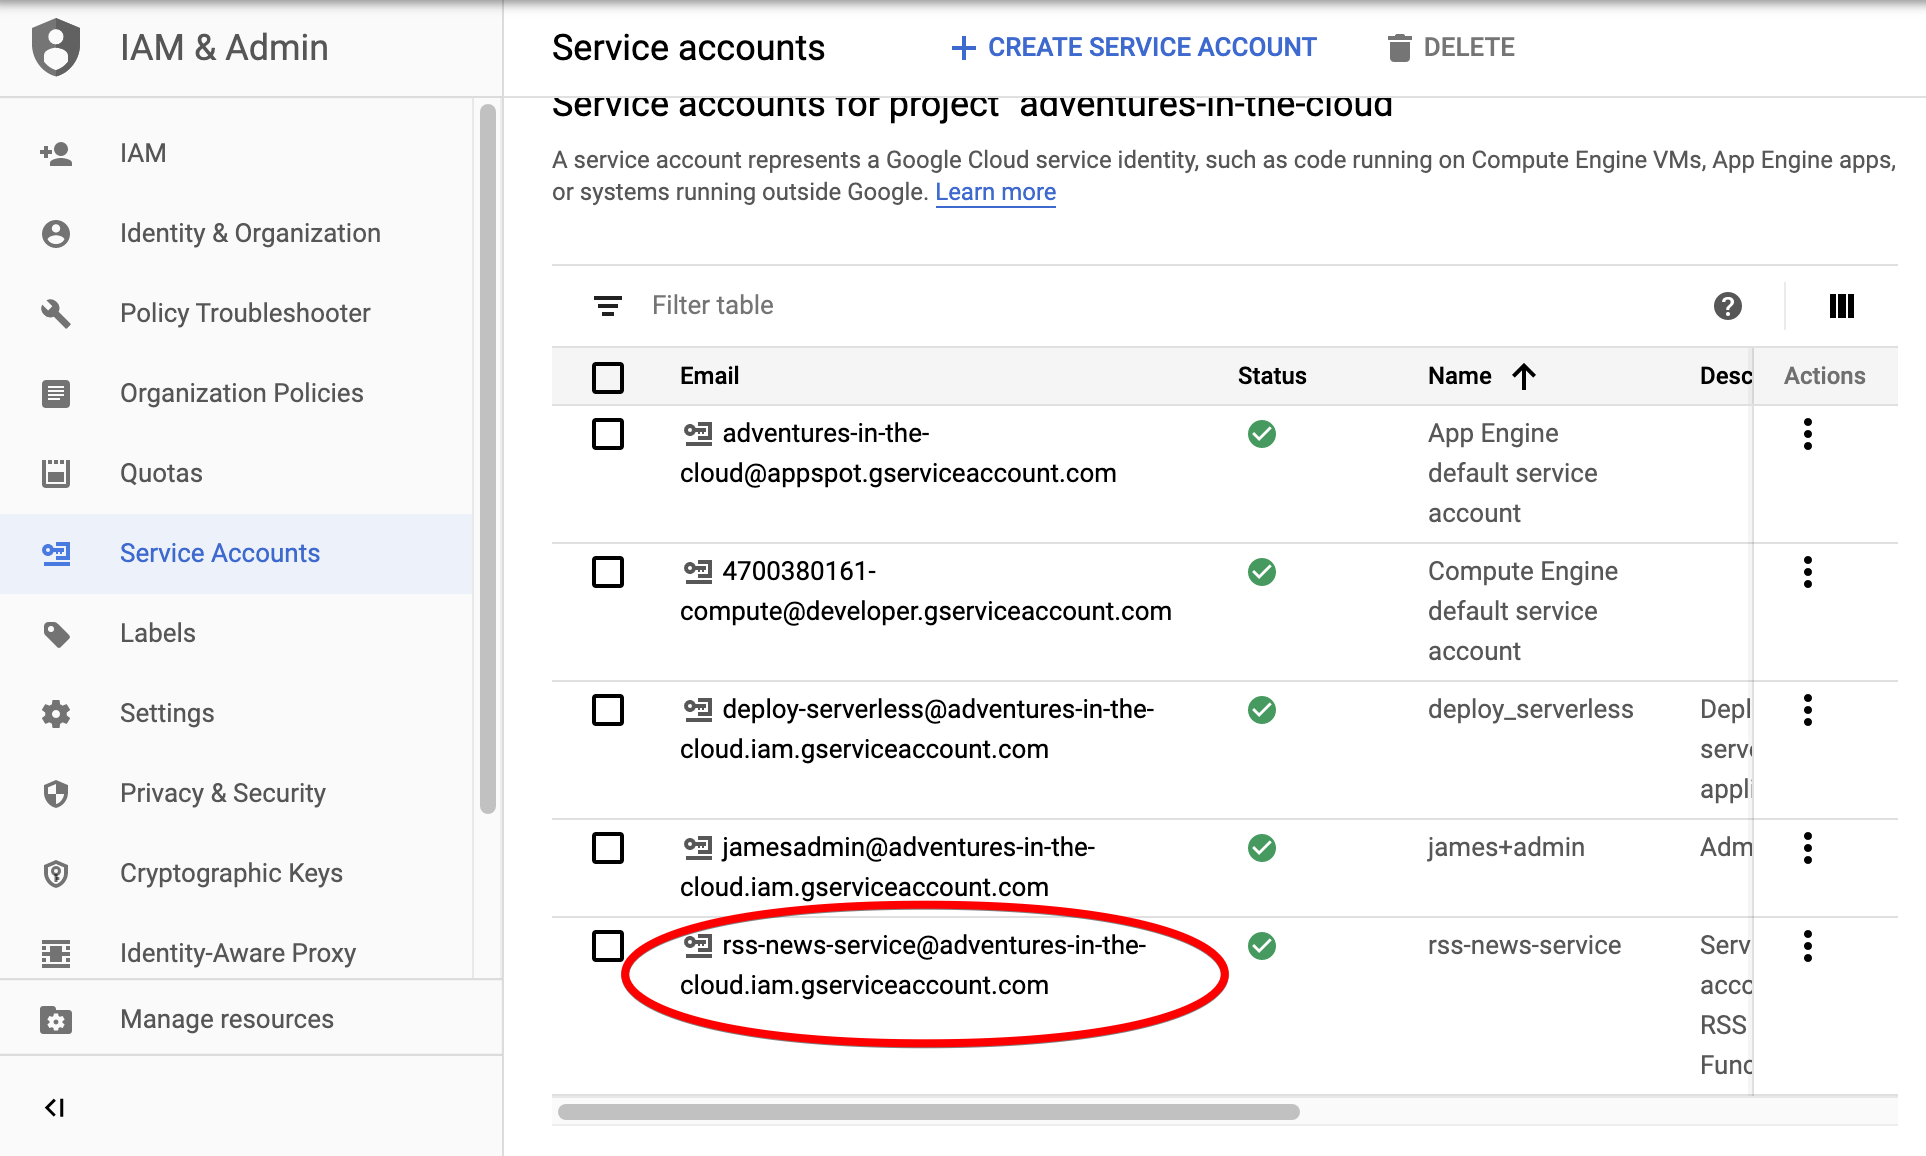 IAM & Admin
Service accounts
CREATE SERVICE ACCOUNT
DELETE
IAM
Identity & Organization
Policy Troubleshooter
Organization Policies
Quotas
Service Accounts
Labels
Settings
Privacy & Security
Cryptographic Keys
Identity-Aware Proxy
Manage resources
Service accounts for project "adventures-in-the-cloud"
A service account represents a Google Cloud service identity, such as code running on Compute Engine VMs, App Engine apps,
or systems running outside Google. Learn more
Filter table
Email Status Name Desc Actions
adventures-in-the- App Engine
cloud@appspot.gserviceaccount.com default service
account
4700380161- Compute Engine
compute@developer.gserviceaccount.com default service
account
deploy-serverless@adventures-in-the- deploy_serverless Depl
cloud.iam.gserviceaccount.com serve
appli
jamesadmin@adventures-in-the- james+admin Adm
cloud.iam.gserviceaccount.com
rss-news-service@adventures-in-the- rss-news-service Serv
cloud.iam.gserviceaccount.com acco
RSS
Func